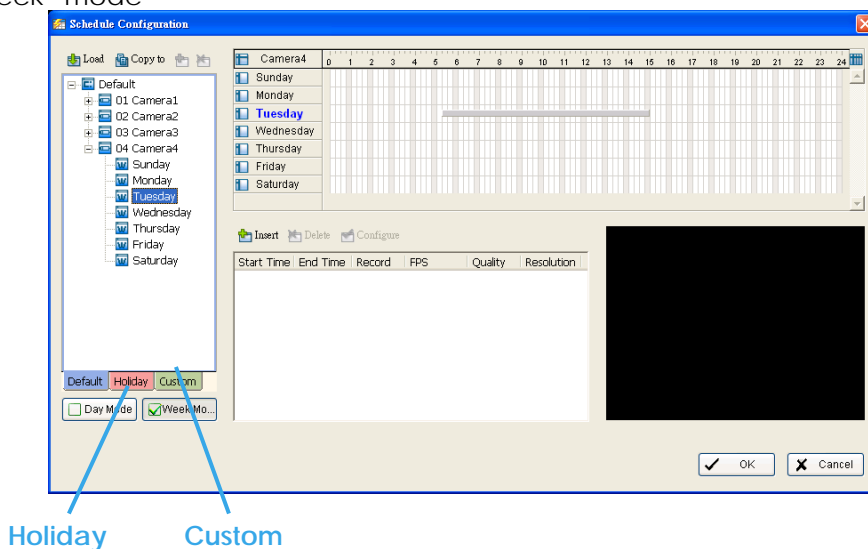 Schedule Configuration
Load Copy to
Default
01 Camera1
02 Camera2
03 Camera3
04 Camera4
Sunday
Monday
Tuesday
Wednesday
Thursday
Friday
Saturday
Default Holiday Custom
Day Mode Week Mo...
Camera4 0 1 2 3 4 5 6 7 8 9 10 11 12 13 14 15 16 17 18 19 20 21 22 23 24
Sunday
Monday
Tuesday
Wednesday
Thursday
Friday
Saturday
Insert Delete Configure
Start Time End Time Record FPS Quality Resolution
OK Cancel
Holiday Custom